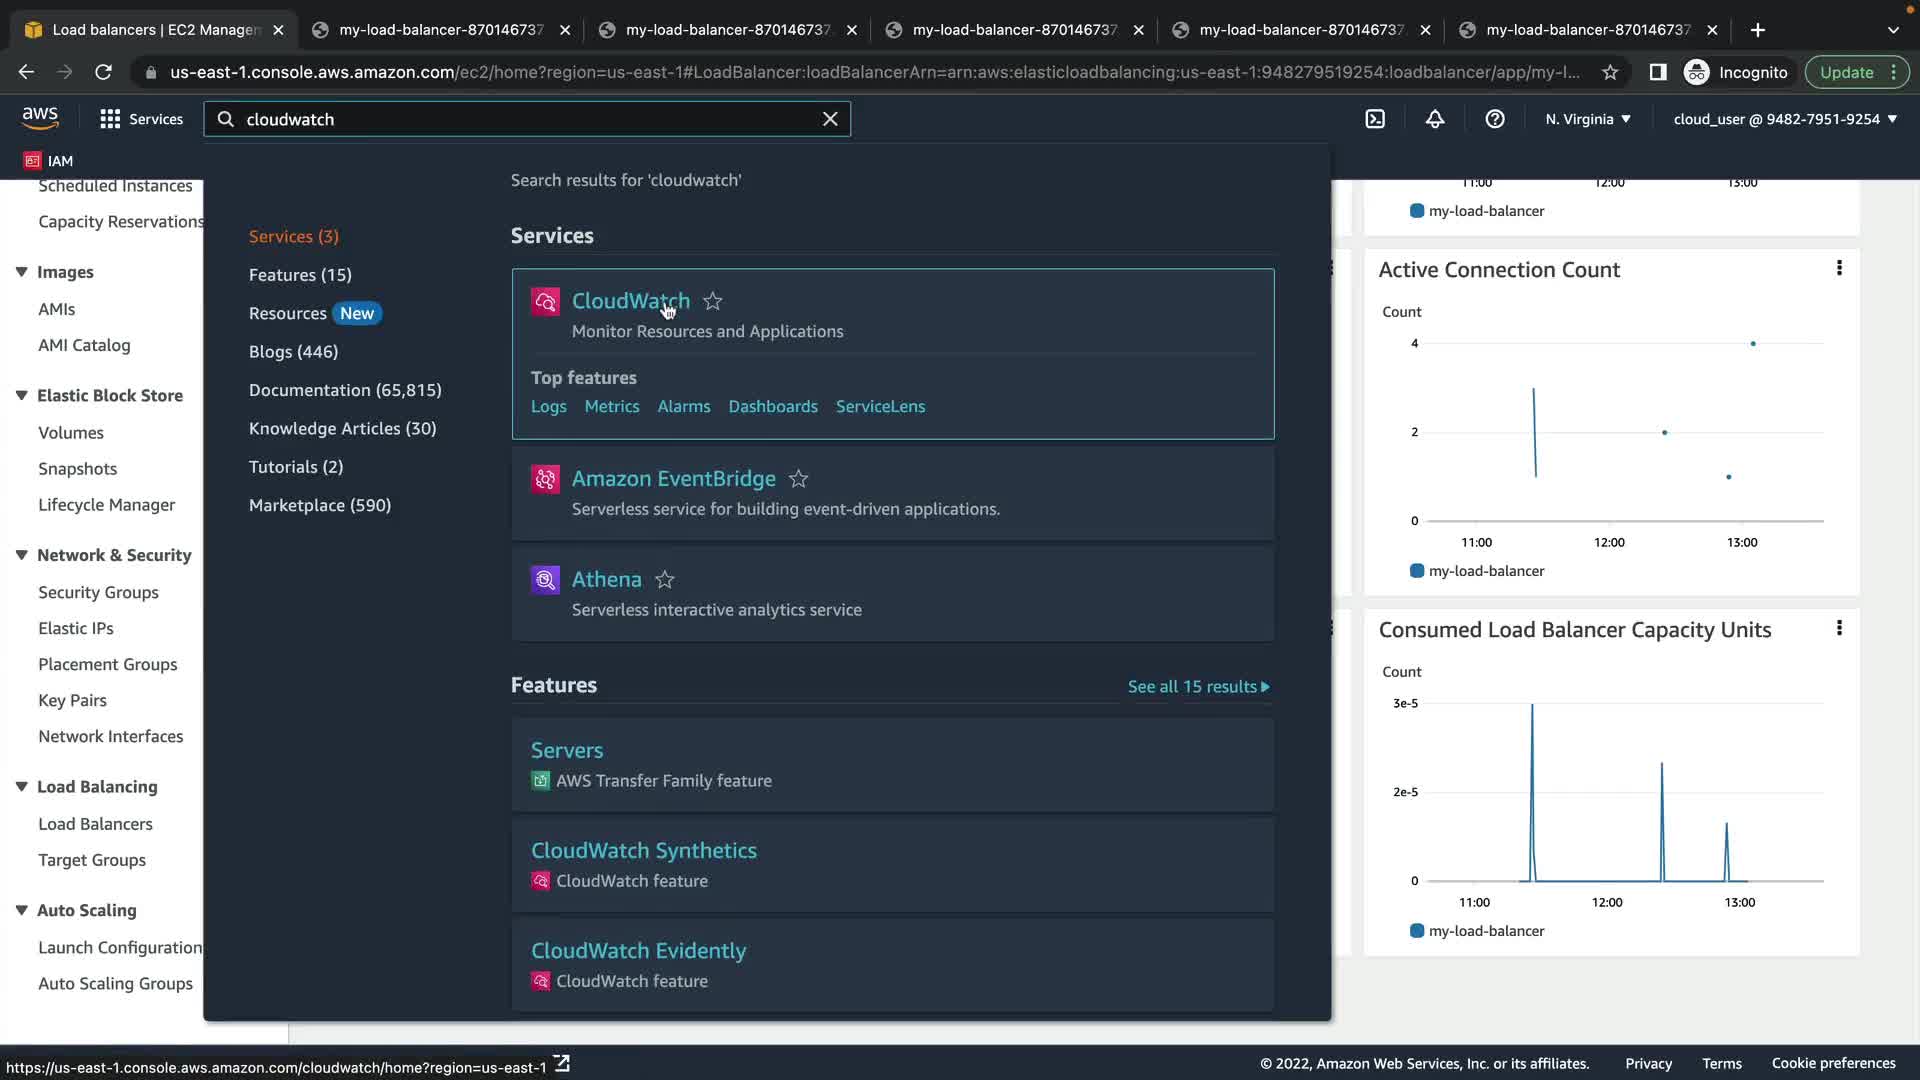 Load balancers | EC2 Managen
my-load-balancer-870146737
my-load-balancer-870146737.
my-load-balancer-870146737
my-load-balancer-870146737.
my-load-balancer-870146737
us-east-1.console.aws.amazon.com/ec2/home?region=us-east-1#LoadBalancer:loadBalancerArn=arn:aws:elasticloadbalancing:us-east-1:948279519254:loadbalancer/app/my-l...
Incognito
Update
aws
Services
cloudwatch
N. Virginia
cloud_user @ 9482-7951-9254
IAM
Scheduled Instances
Capacity Reservations
Images
AMIs
AMI Catalog
Elastic Block Store
Volumes
Snapshots
Lifecycle Manager
Network & Security
Security Groups
Elastic IPs
Placement Groups
Key Pairs
Network Interfaces
Load Balancing
Load Balancers
Target Groups
Auto Scaling
Launch Configuration
Auto Scaling Groups
Search results for 'cloudwatch'
Services (3)
Features (15)
Resources New
Blogs (446)
Documentation (65,815)
Knowledge Articles (30)
Tutorials (2)
Marketplace (590)
Services
CloudWatch
Monitor Resources and Applications
Top features
Logs Metrics Alarms Dashboards ServiceLens
Amazon EventBridge
Serverless service for building event-driven applications.
Athena
Serverless interactive analytics service
Features
See all 15 results
Servers
AWS Transfer Family feature
CloudWatch Synthetics
CloudWatch feature
CloudWatch Evidently
CloudWatch feature
11:00 12:00 13:00
my-load-balancer
Active Connection Count
Count
4
2
0
11:00 12:00 13:00
my-load-balancer
Consumed Load Balancer Capacity Units
Count
3e-5
2e-5
0
11:00 12:00 13:00
my-load-balancer
https://us-east-1.console.aws.amazon.com/cloudwatch/home?region=us-east-1
© 2022, Amazon Web Services, Inc. or its affiliates. Privacy Terms Cookie preferences